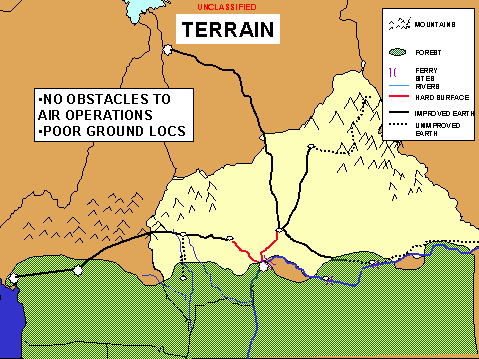 UNCLASSIFIED
TERRAIN
•NO OBSTACLES TO
AIR OPERATIONS
•POOR GROUND LOCS
MOUNTAINS
FOREST
FERRY
SITES
RIVERS
HARD SURFACE
IMPROVED EARTH
UNIMPROVED
EARTH